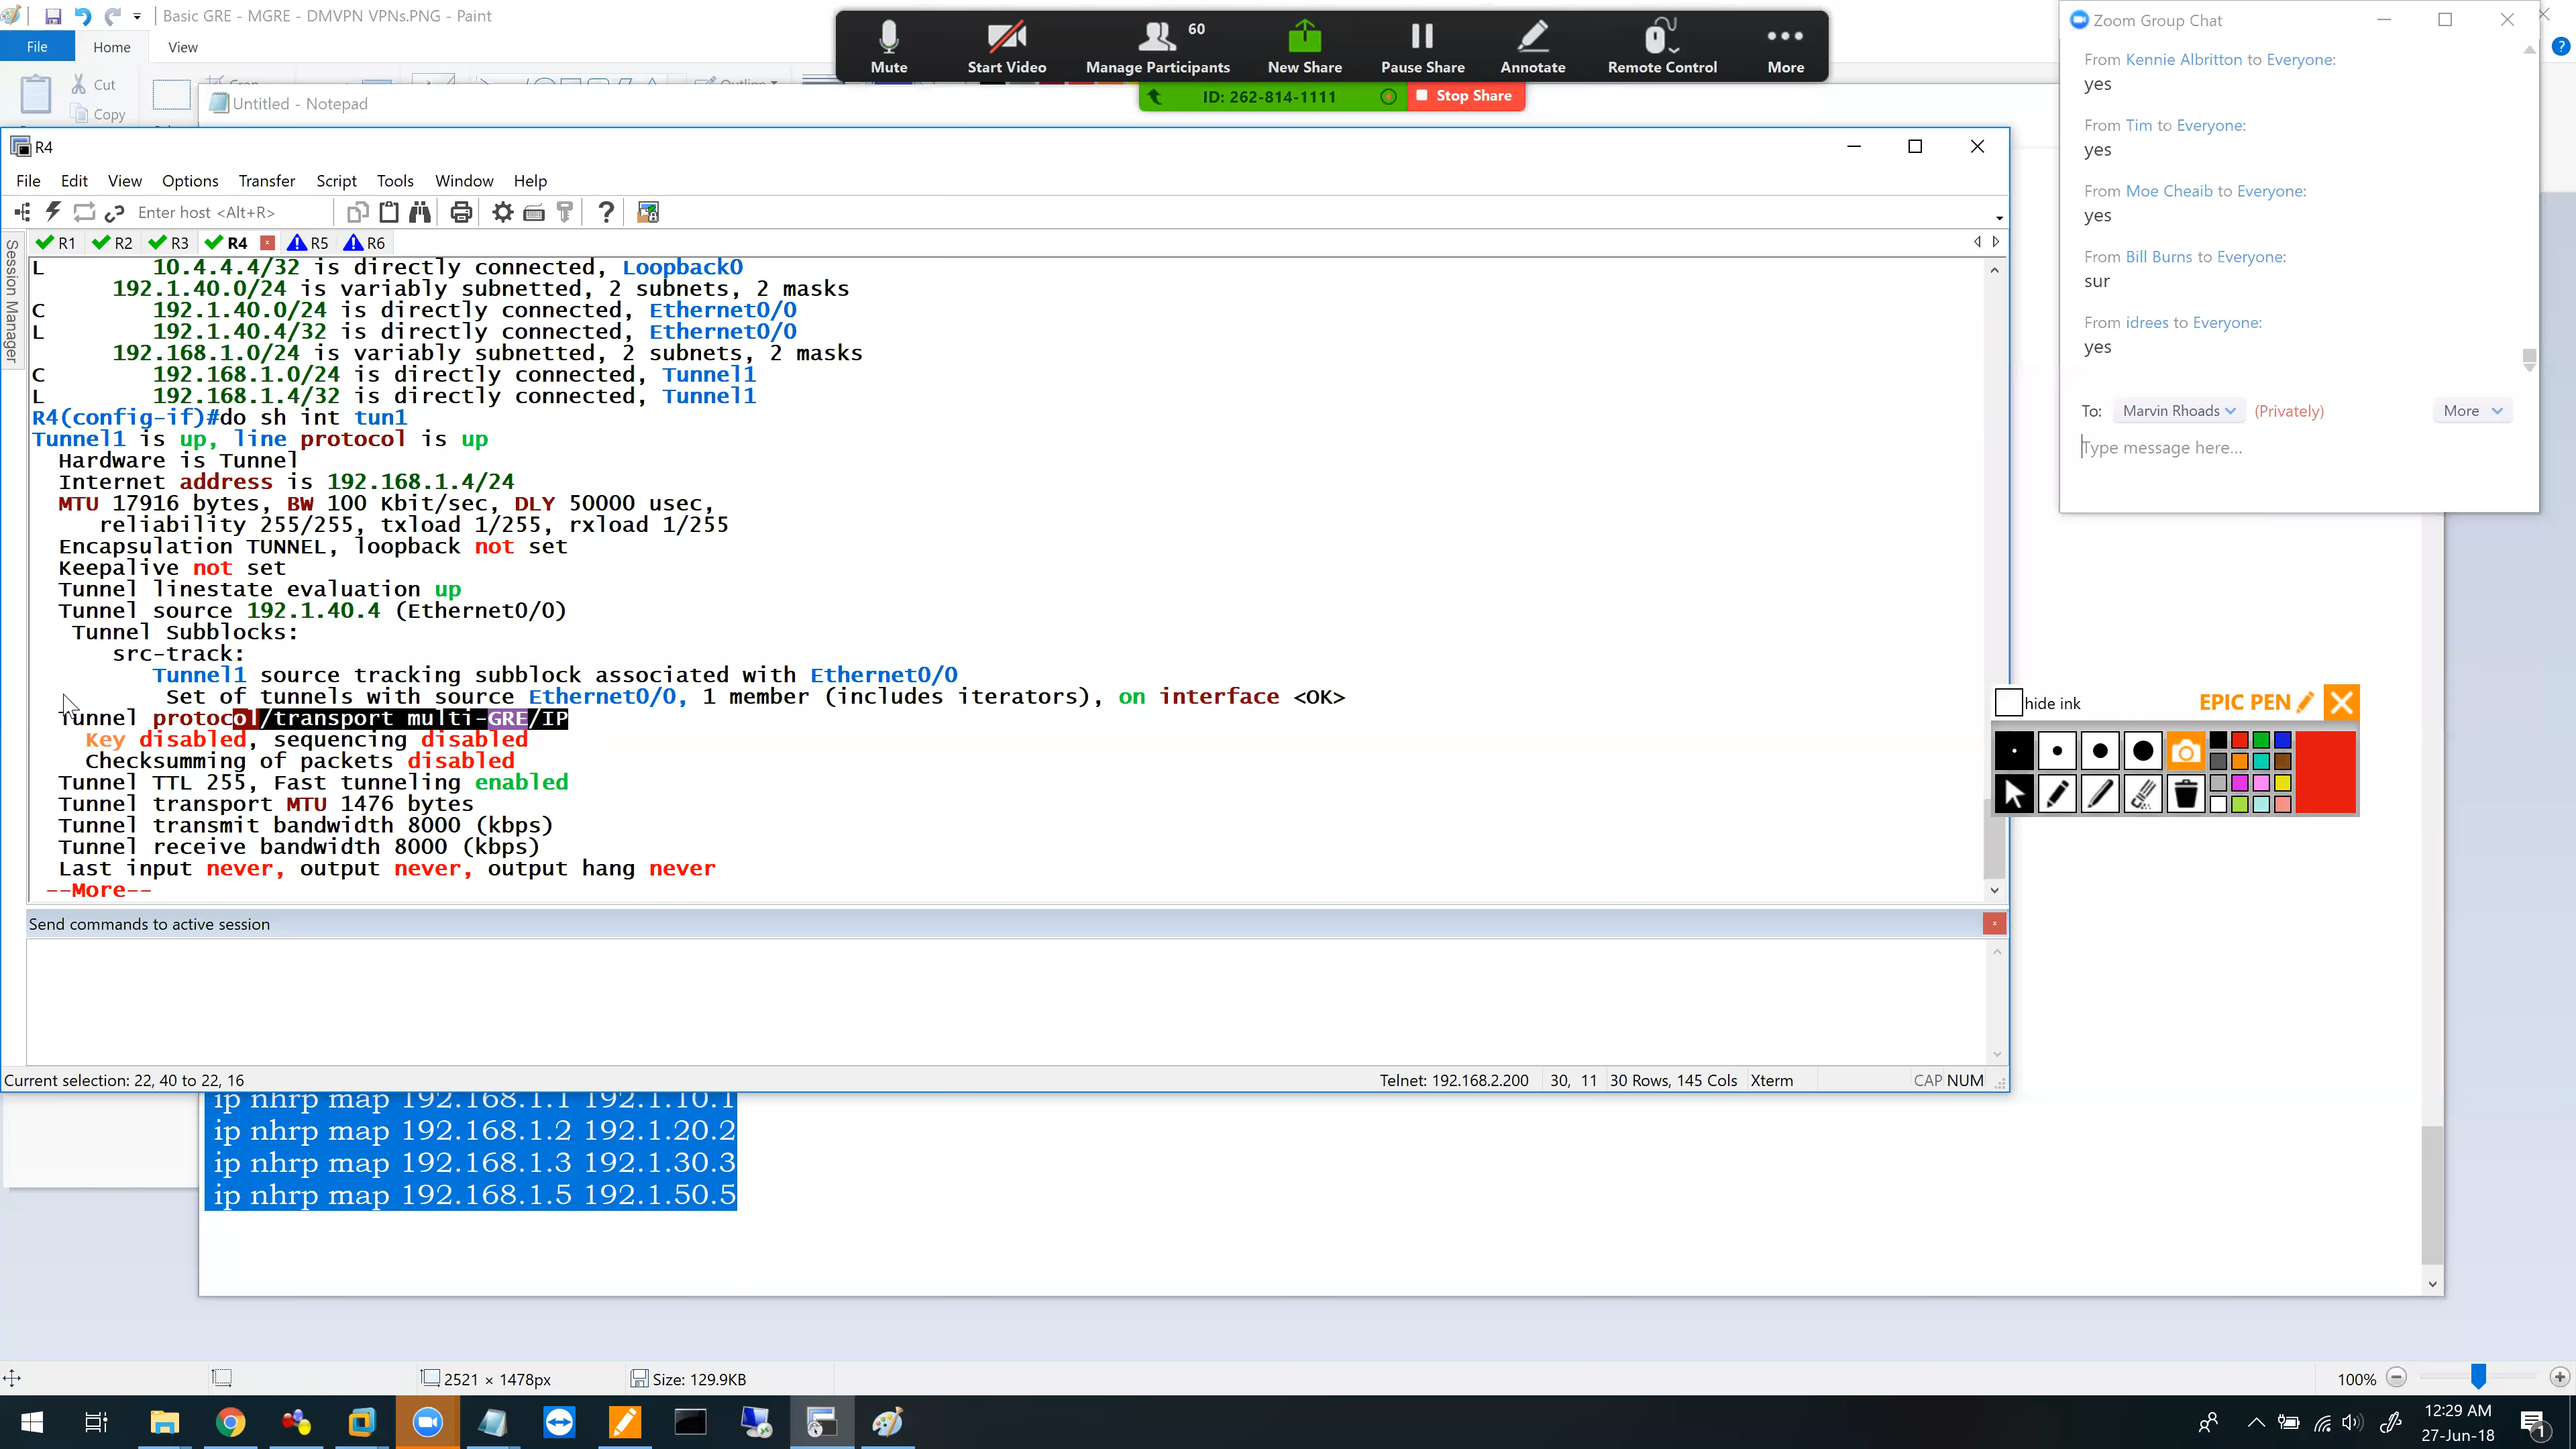 Basic GRE - MGRE - DMVPN VPNs.PNG - Paint
File Home View
Cut
Copy
Untitled - Notepad
Mute
Start Video
60
Manage Participants
New Share
Pause Share
Annotate
Remote Control
More
ID: 262-814-1111
Stop Share
Zoom Group Chat
From Kennie Albritton to Everyone:
yes
From Tim to Everyone:
yes
From Moe Cheaib to Everyone:
yes
From Bill Burns to Everyone:
sur
From idrees to Everyone:
yes
To: Marvin Rhoads (Privately) More
Type message here...
R4
File Edit View Options Transfer Script Tools Window Help
Enter host <Alt+R>
Session Manager
R1 R2 R3 R4 R5 R6
L 10.4.4.4/32 is directly connected, Loopback0
192.1.40.0/24 is variably subnetted, 2 subnets, 2 masks
C 192.1.40.0/24 is directly connected, Ethernet0/0
L 192.1.40.4/32 is directly connected, Ethernet0/0
192.168.1.0/24 is variably subnetted, 2 subnets, 2 masks
C 192.168.1.0/24 is directly connected, Tunnel1
L 192.168.1.4/32 is directly connected, Tunnel1
R4(config-if)#do sh int tun1
Tunnel1 is up, line protocol is up
Hardware is Tunnel
Internet address is 192.168.1.4/24
MTU 17916 bytes, BW 100 Kbit/sec, DLY 50000 usec,
reliability 255/255, txload 1/255, rxload 1/255
Encapsulation TUNNEL, loopback not set
Keepalive not set
Tunnel linestate evaluation up
Tunnel source 192.1.40.4 (Ethernet0/0)
Tunnel Subblocks:
src-track:
Tunnel1 source tracking subblock associated with Ethernet0/0
Set of tunnels with source Ethernet0/0, 1 member (includes iterators), on interface <OK>
Tunnel protocol/transport multi-GRE/IP
Key disabled, sequencing disabled
Checksumming of packets disabled
Tunnel TTL 255, Fast tunneling enabled
Tunnel transport MTU 1476 bytes
Tunnel transmit bandwidth 8000 (kbps)
Tunnel receive bandwidth 8000 (kbps)
Last input never, output never, output hang never
--More--
Send commands to active session
Current selection: 22, 40 to 22, 16
Telnet: 192.168.2.200 30, 11 30 Rows, 145 Cols Xterm CAP NUM
hide ink EPIC PEN
ip nhrp map 192.168.1.1 192.1.10.1
ip nhrp map 192.168.1.2 192.1.20.2
ip nhrp map 192.168.1.3 192.1.30.3
ip nhrp map 192.168.1.5 192.1.50.5
2521 × 1478px
Size: 129.9KB
100%
12:29 AM
27-Jun-18
1